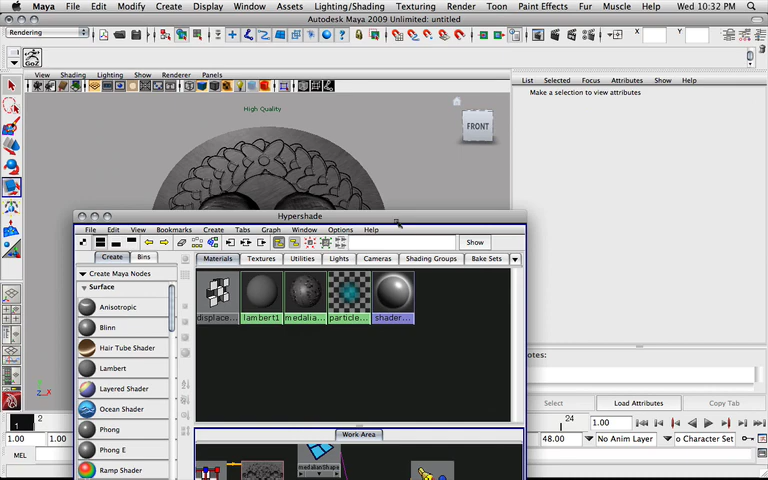 Maya File Edit Modify Create Display Window Assets Lighting/Shading Texturing Render Toon Paint Effects Fur Muscle Help Wed 10:32 PM
Autodesk Maya 2009 Unlimited: untitled
Rendering X Y
GoZ
View Shading Lighting Show Renderer Panels
List Selected Focus Attributes Show Help
Make a selection to view attributes
High Quality
FRONT
Hypershade
File Edit View Bookmarks Create Tabs Graph Window Options Help
Show
Create Bins
Materials Textures Utilities Lights Cameras Shading Groups Bake Sets
Create Maya Nodes
Surface
Anisotropic
Blinn
Hair Tube Shader
Lambert
Layered Shader
Ocean Shader
Phong
Phong E
Ramp Shader
displace... lambert1 medalia... particle... shader...
Work Area
medalianShape
otes:
Select Load Attributes Copy Tab
1 2 24 1.00
1.00 1.00 48.00 No Anim Layer o Character Set
MEL
Z X